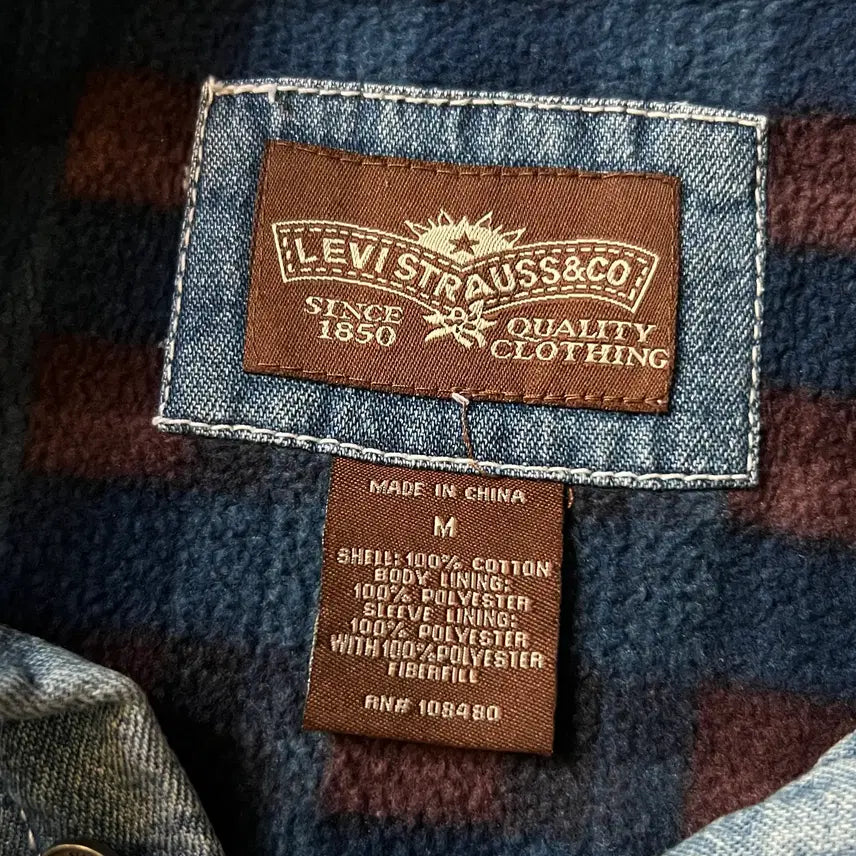 LEVI STRAUSS & CO
SINCE
1850
QUALITY
CLOTHING
MADE IN CHINA
M
SHELL: 100% COTTON
BODY LINING:
100% POLYESTER
SLEEVE LINING:
100% POLYESTER
WITH 100% POLYESTER
FIBERFILL
RN# 108480